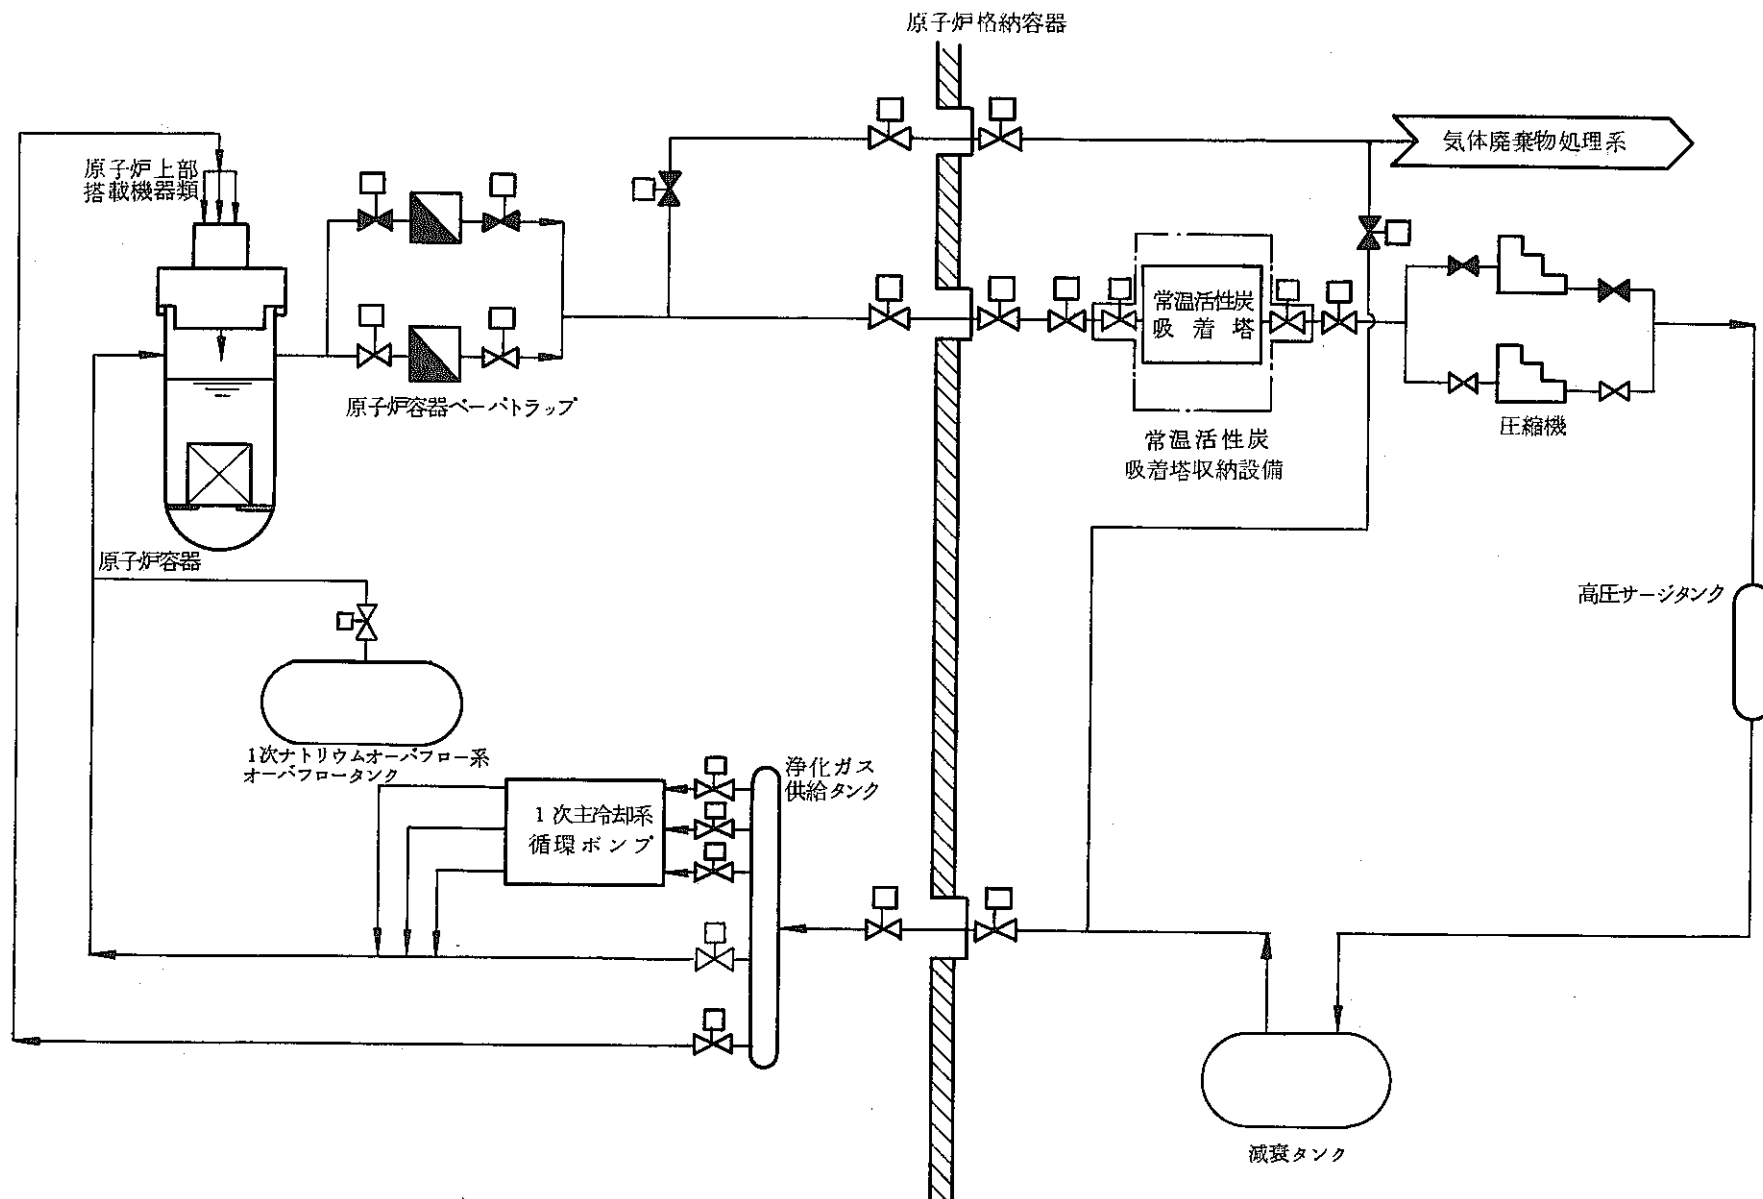 原子炉格納容器
気体廃棄物処理系
原子炉上部
搭載機器類
常温活性炭
吸着塔
原子炉容器ベーパトラップ
圧縮機
常温活性炭
吸着塔収納設備
原子炉容器
高圧サージタンク
1次ナトリウムオーバフロー系
オーバフロータンク
浄化ガス
供給タンク
1次主冷却系
循環ポンプ
減衰タンク